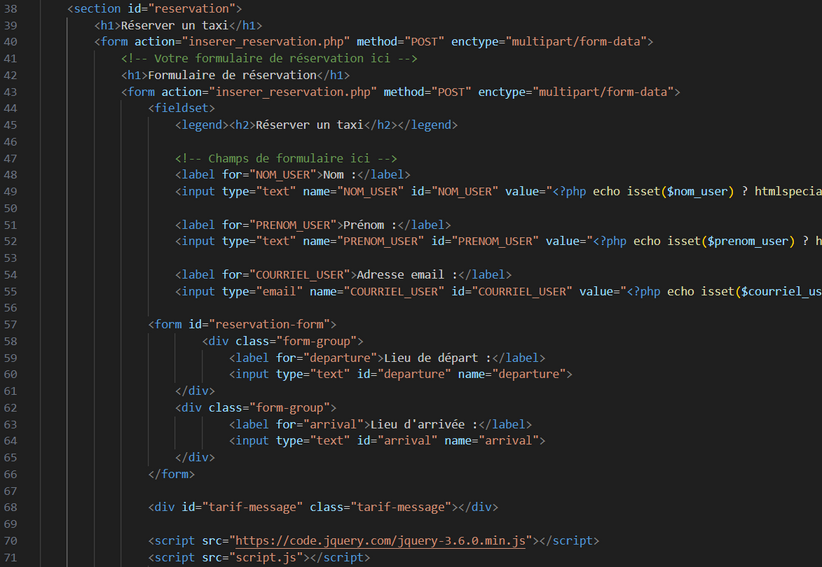 38 <section id="reservation">
39 <h1>Réserver un taxi</h1>
40 <form action="inserer_reservation.php" method="POST" enctype="multipart/form-data">
41 <!-- Votre formulaire de réservation ici -->
42 <h1>Formulaire de réservation</h1>
43 <form action="inserer_reservation.php" method="POST" enctype="multipart/form-data">
44 <fieldset>
45 <legend><h2>Réserver un taxi</h2></legend>
46
47 <!-- Champs de formulaire ici -->
48 <label for="NOM_USER">Nom :</label>
49 <input type="text" name="NOM_USER" id="NOM_USER" value="<?php echo isset($nom_user) ? htmlspecia
50
51 <label for="PRENOM_USER">Prénom :</label>
52 <input type="text" name="PRENOM_USER" id="PRENOM_USER" value="<?php echo isset($prenom_user) ? h
53
54 <label for="COURRIEL_USER">Adresse email :</label>
55 <input type="email" name="COURRIEL_USER" id="COURRIEL_USER" value="<?php echo isset($courriel_us
56
57 <form id="reservation-form">
58 <div class="form-group">
59 <label for="departure">Lieu de départ :</label>
60 <input type="text" id="departure" name="departure">
61 </div>
62 <div class="form-group">
63 <label for="arrival">Lieu d'arrivée :</label>
64 <input type="text" id="arrival" name="arrival">
65 </div>
66 </form>
67
68 <div id="tarif-message" class="tarif-message"></div>
69
70 <script src="https://code.jquery.com/jquery-3.6.0.min.js"></script>
71 <script src="script.js"></script>